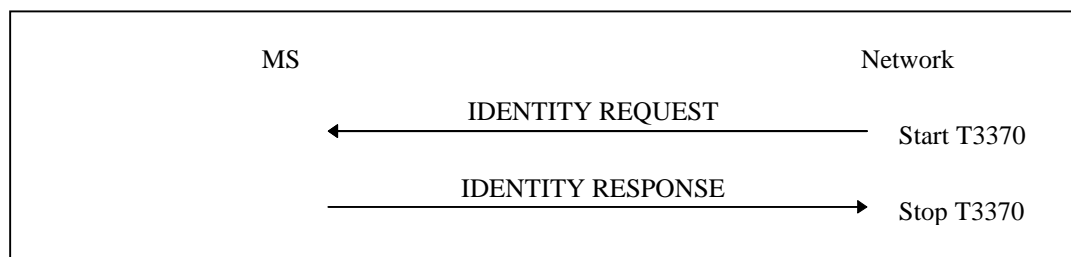 MS Network
IDENTITY REQUEST
Start T3370
IDENTITY RESPONSE
Stop T3370